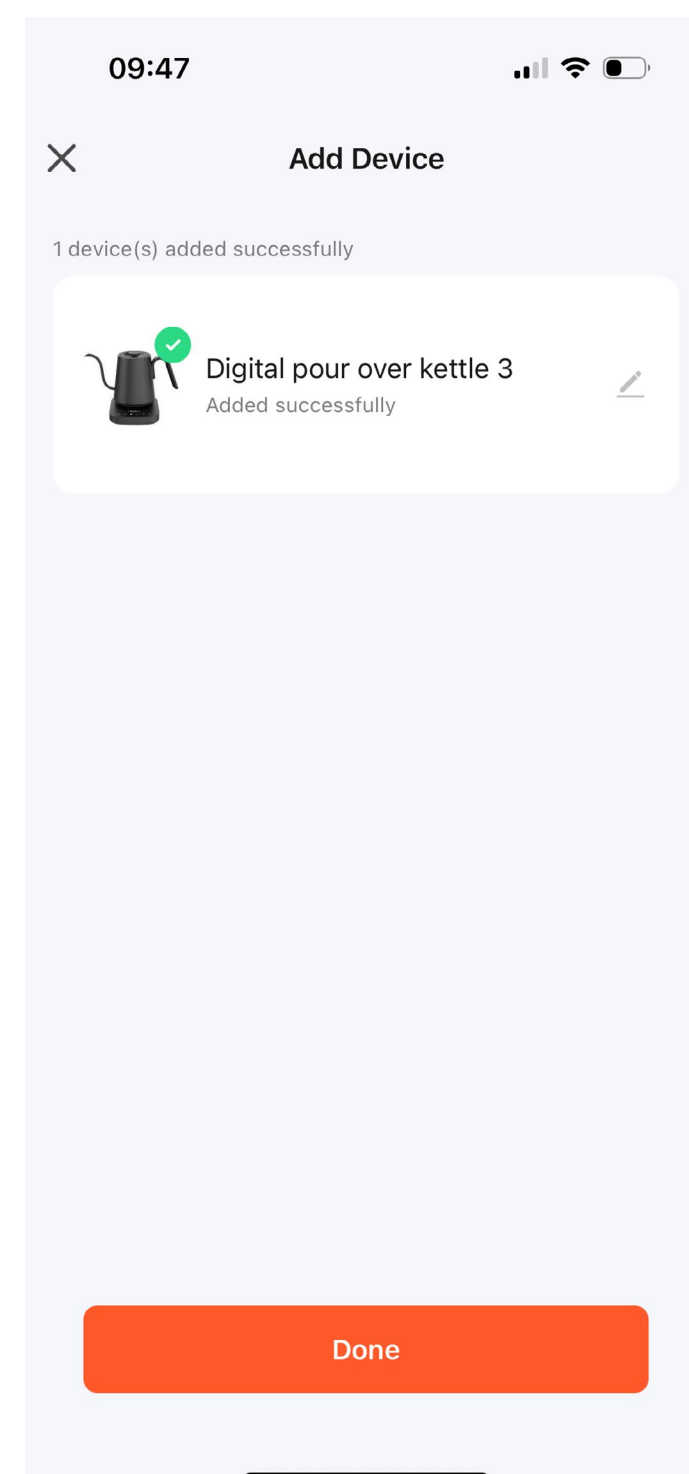 09:47
Add Device
1 device(s) added successfully
Digital pour over kettle 3
Added successfully
Done